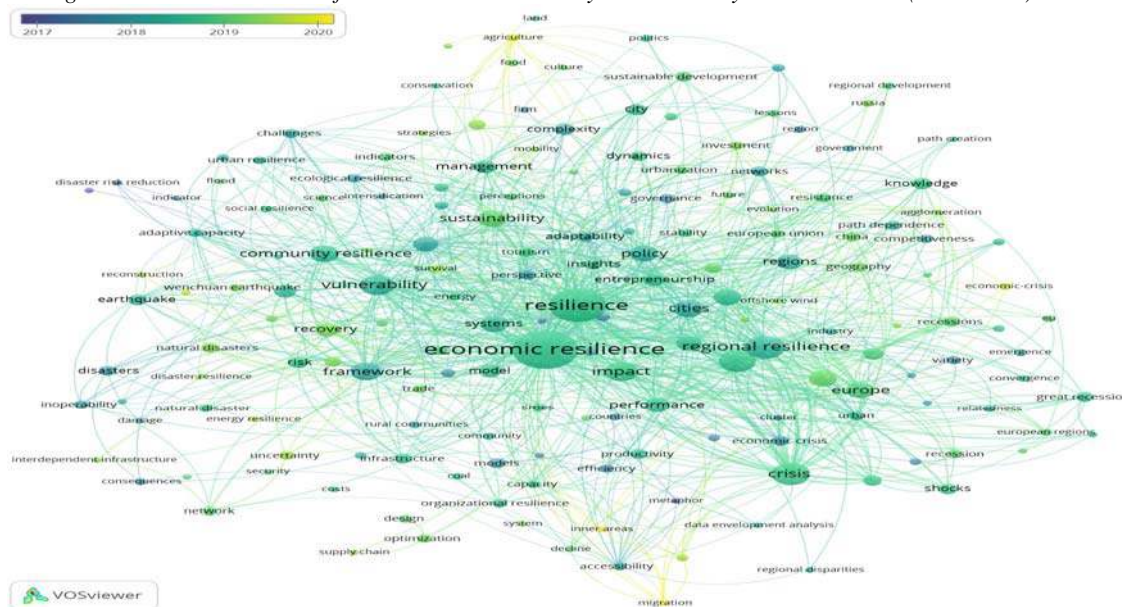 2017 2018 2019 2020
land
agriculture
politics
food
culture
sustainable development
conservation
regional development
firm
city
russia
lessons
challenges
strategies
complexity
region
path creation
mobility
dynamics
investment
government
urban resilience
indicators
management
urbanization
networks
disaster risk reduction
flood
ecological resilience
knowledge
indicator
science
intensification
perceptions
governance
future
resistance
social resilience
evolution
agglomeration
adaptive capacity
sustainability
adaptability
stability
european union
path dependence
china
competitiveness
community resilience
tourism
insights
policy
regions
geography
reconstruction
survival
perspective
entrepreneurship
wenchuan earthquake
vulnerability
energy
economic-crisis
earthquake
resilience
offshore wind
cities
recovery
systems
recessions
eu
industry
natural disasters
economic resilience
regional resilience
emergence
disasters
risk
variety
disaster resilience
framework
model
impact
convergence
trade
europe
great recession
inoperability
natural disaster
performance
relatedness
damage
energy resilience
countries
cluster
urban
rural communities
european regions
community
economic crisis
interdependent infrastructure
uncertainty
infrastructure
productivity
recession
models
efficiency
security
coal
crisis
consequences
capacity
shocks
costs
metaphor
network
organizational resilience
design
system
inner areas
data envelopment analysis
optimization
supply chain
decline
accessibility
regional disparities
migration
VOSviewer